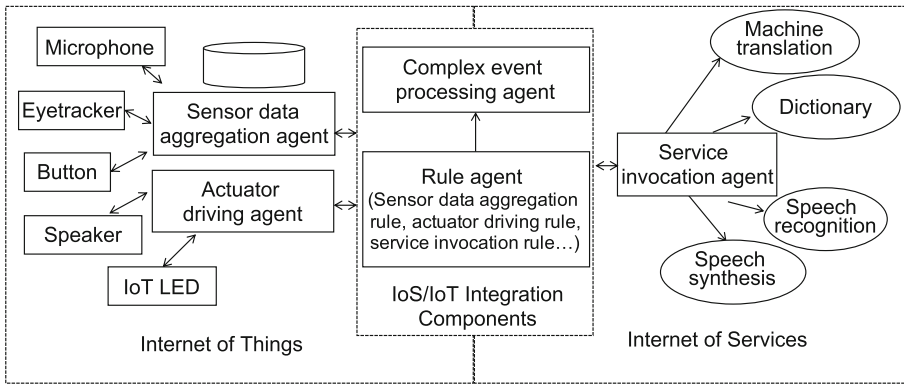 Microphone
Eyetracker
Button
Speaker
IoT LED
Sensor data
aggregation agent
Actuator
driving agent
Internet of Things
Complex event
processing agent
Rule agent
(Sensor data aggregation
rule, actuator driving rule,
service invocation rule…)
IoS/IoT Integration
Components
Service
invocation agent
Machine
translation
Dictionary
Speech
recognition
Speech
synthesis
Internet of Services